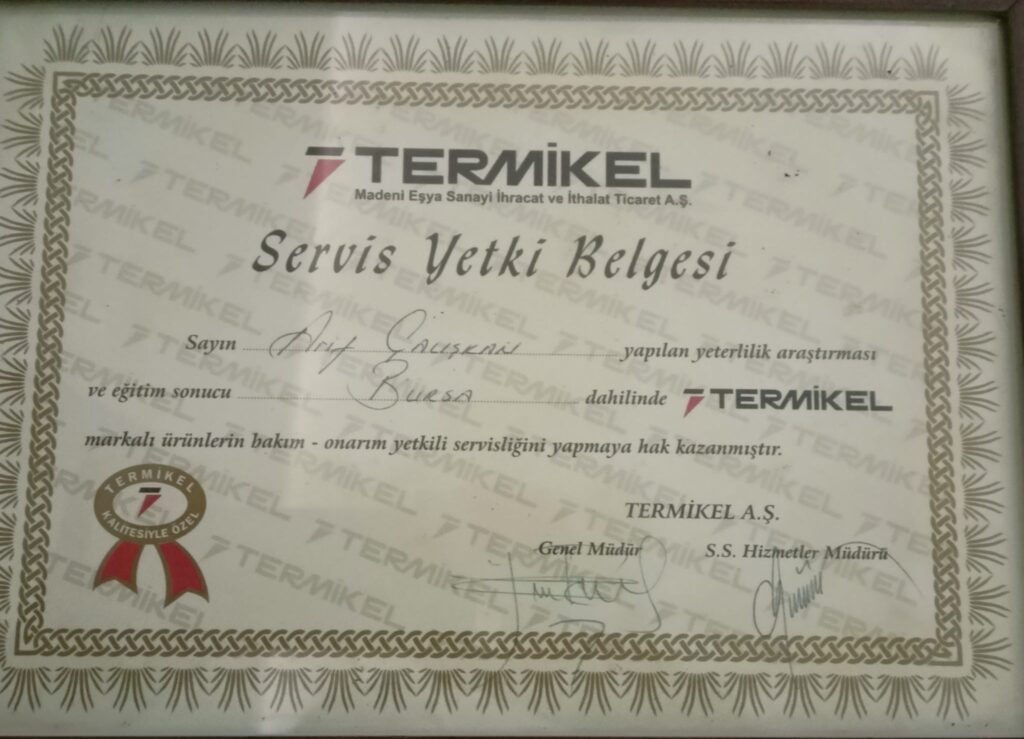 TERMİKEL
Madeni Eşya Sanayi İhracat ve İthalat Ticaret A.Ş.
Servis Yetki Belgesi
Sayın Arif ÇALIŞKAN yapılan yeterlilik araştırması
ve eğitim sonucu BURSA dahilinde TERMİKEL
markalı ürünlerin bakım - onarım yetkili servisliğini yapmaya hak kazanmıştır.
TERMİKEL
KALİTESİYLE ÖZEL
TERMİKEL A.Ş.
Genel Müdür S.S. Hizmetler Müdürü